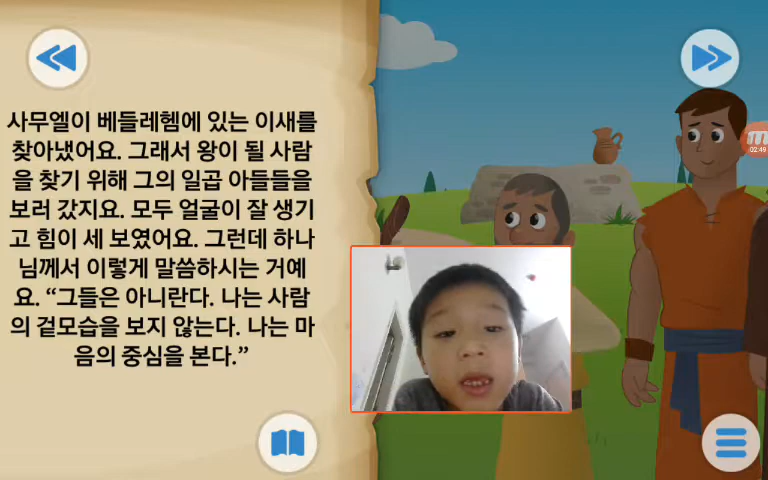 사무엘이 베들레헴에 있는 이새를
찾아냈어요. 그래서 왕이 될 사람
을 찾기 위해 그의 일곱 아들들을
보러 갔지요. 모두 얼굴이 잘 생기
고 힘이 세 보였어요. 그런데 하나
님께서 이렇게 말씀하시는 거예
요. “그들은 아니란다. 나는 사람
의 겉모습을 보지 않는다. 나는 마
음의 중심을 본다.”
02:49